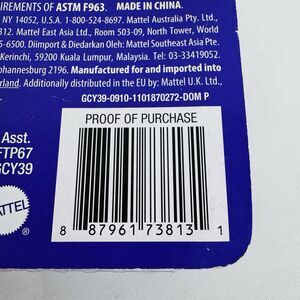 REMENTS OF ASTM F963. MADE IN CHINA.
NY 14052, U.S.A. 1-800-524-8697. Mattel Australia Pty. Ltd.,
312. Mattel East Asia Ltd., Room 503-09, North Tower, World
5-6500. Diimport & Diedarkan Oleh: Mattel Southeast Asia Pte.
Kerinchi, 59200 Kuala Lumpur, Malaysia. Tel: 03-33419052.
ohannesburg 2196. Manufactured for and imported into
erland. Additionally distributed in the EU by: Mattel U.K. Ltd.,
GCY39-0910-1101870272-DOM P
PROOF OF PURCHASE
Asst.
FTP67
GCY39
ATTEL
8 87961 73813 1